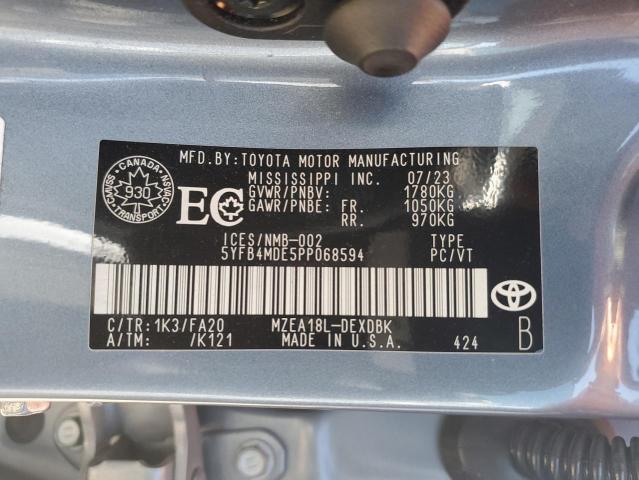 MFD.BY: TOYOTA MOTOR MANUFACTURING
MISSISSIPPI INC. 07/23
GVWR/PNBV: 1780KG
GAWR/PNBE: FR. 1050KG
RR. 970KG
CANADA
930
TRANSPORT
EC
ICES/NMB-002 TYPE
5YFB4MDE5PP068594 PC/VT
C/TR: 1K3/FA20 MZEA18L-DEXDBK
A/TM: /K121 MADE IN U.S.A. 424 B